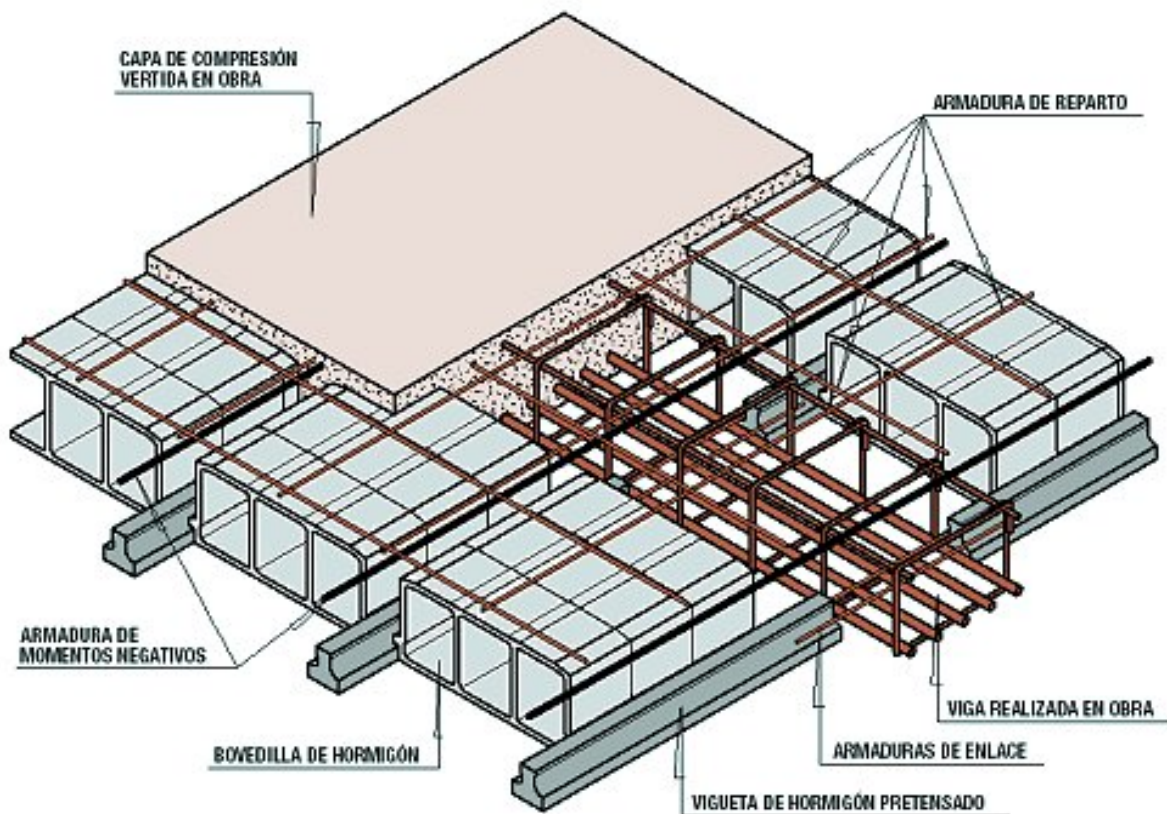 CAPA DE COMPRESIÓN
VERTIDA EN OBRA
ARMADURA DE REPARTO
ARMADURA DE
MOMENTOS NEGATIVOS
BOVEDILLA DE HORMIGÓN
VIGA REALIZADA EN OBRA
ARMADURAS DE ENLACE
VIGUETA DE HORMIGÓN PRETENSADO